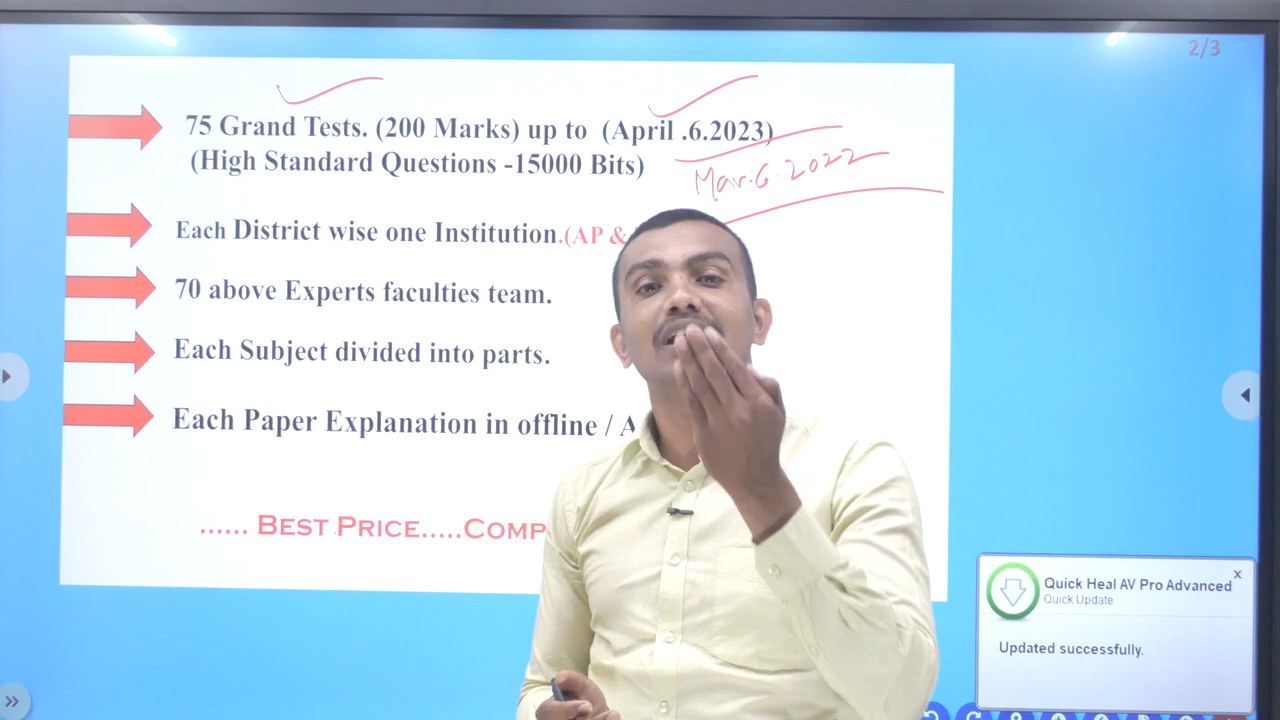 2/3
75 Grand Tests. (200 Marks) up to (April .6.2023)
(High Standard Questions -15000 Bits)
Mar.6.2022
Each District wise one Institution.(AP &
70 above Experts faculties team.
Each Subject divided into parts.
Each Paper Explanation in offline /
...... BEST PRICE.....COMP
Quick Heal AV Pro Advanced
x
Quick Update
Updated successfully.